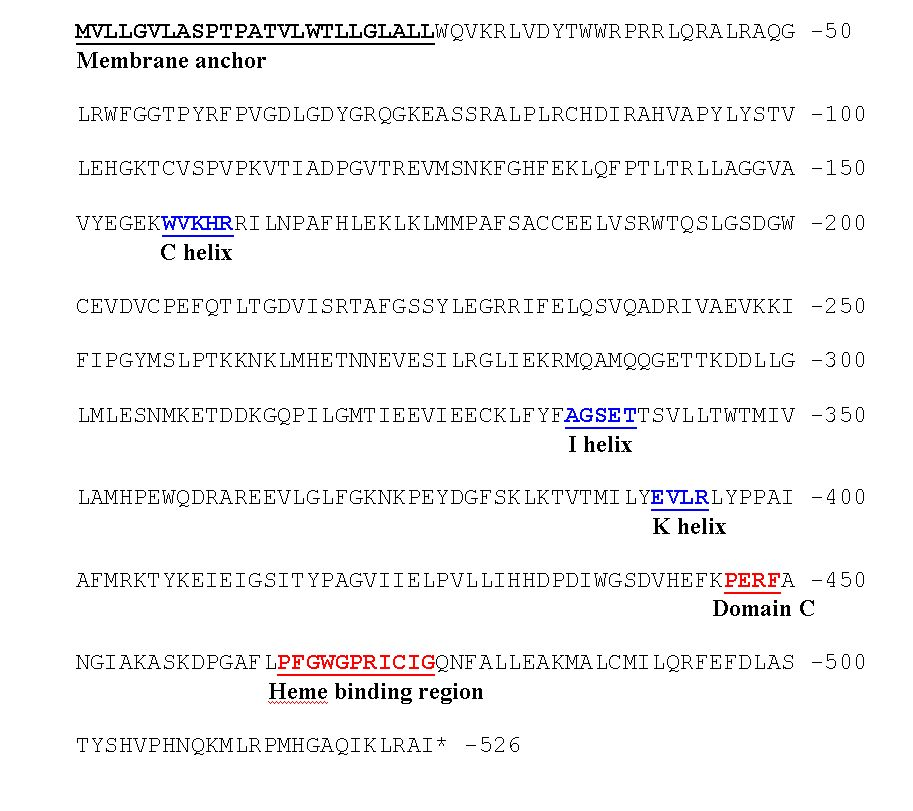 MVLLGVLASPTPATVLWTLLGLALLWQVKRLVDYTWWRPRRLQRALRAQG -50
Membrane anchor
LRWFGGTPYRFPVGDLGDYGRQGKEASSRALPLRCHDIRAHVAPYLYSTV -100
LEHGKTCVSPVPKVTIADPGVTREVMSNKFGHFEKLQFPTLTRLLAGGVA -150
VYEGEKWVKHRRILNPAFHLEKLKLMMPAFSACCEELVSRWTQSLGSDGW -200
C helix
CEVDVCPEFQTLTGDVISRTAFGSSYLEGRRIFELQSVQADRIVAEVKKI -250
FIPGYMSLPTKKNKLMHETNNEVESILRGLIEKRMQAMQQGETTKDDLLG -300
LMLESNMKETDDKGQPILGMTIEEVIEECKLFYFAGSETTSVLLTWTMIV -350
I helix
LAMHPEWQDRAREEVLGLFGKNKPEYDGFSKLKTVTMILYEVLRLYPPAI -400
K helix
AFMRKTYKEIEIGSITYPAGVIIELPVLLIHHDPDIWGSDVHEFKPERFA -450
Domain C
NGIAKASKDPGAFLPFGWGPRICIGQNFALLEAKMALCMILQRFEFDLAS -500
Heme binding region
TYSHVPHNQKMLRPMHGAQIKLRAI* -526